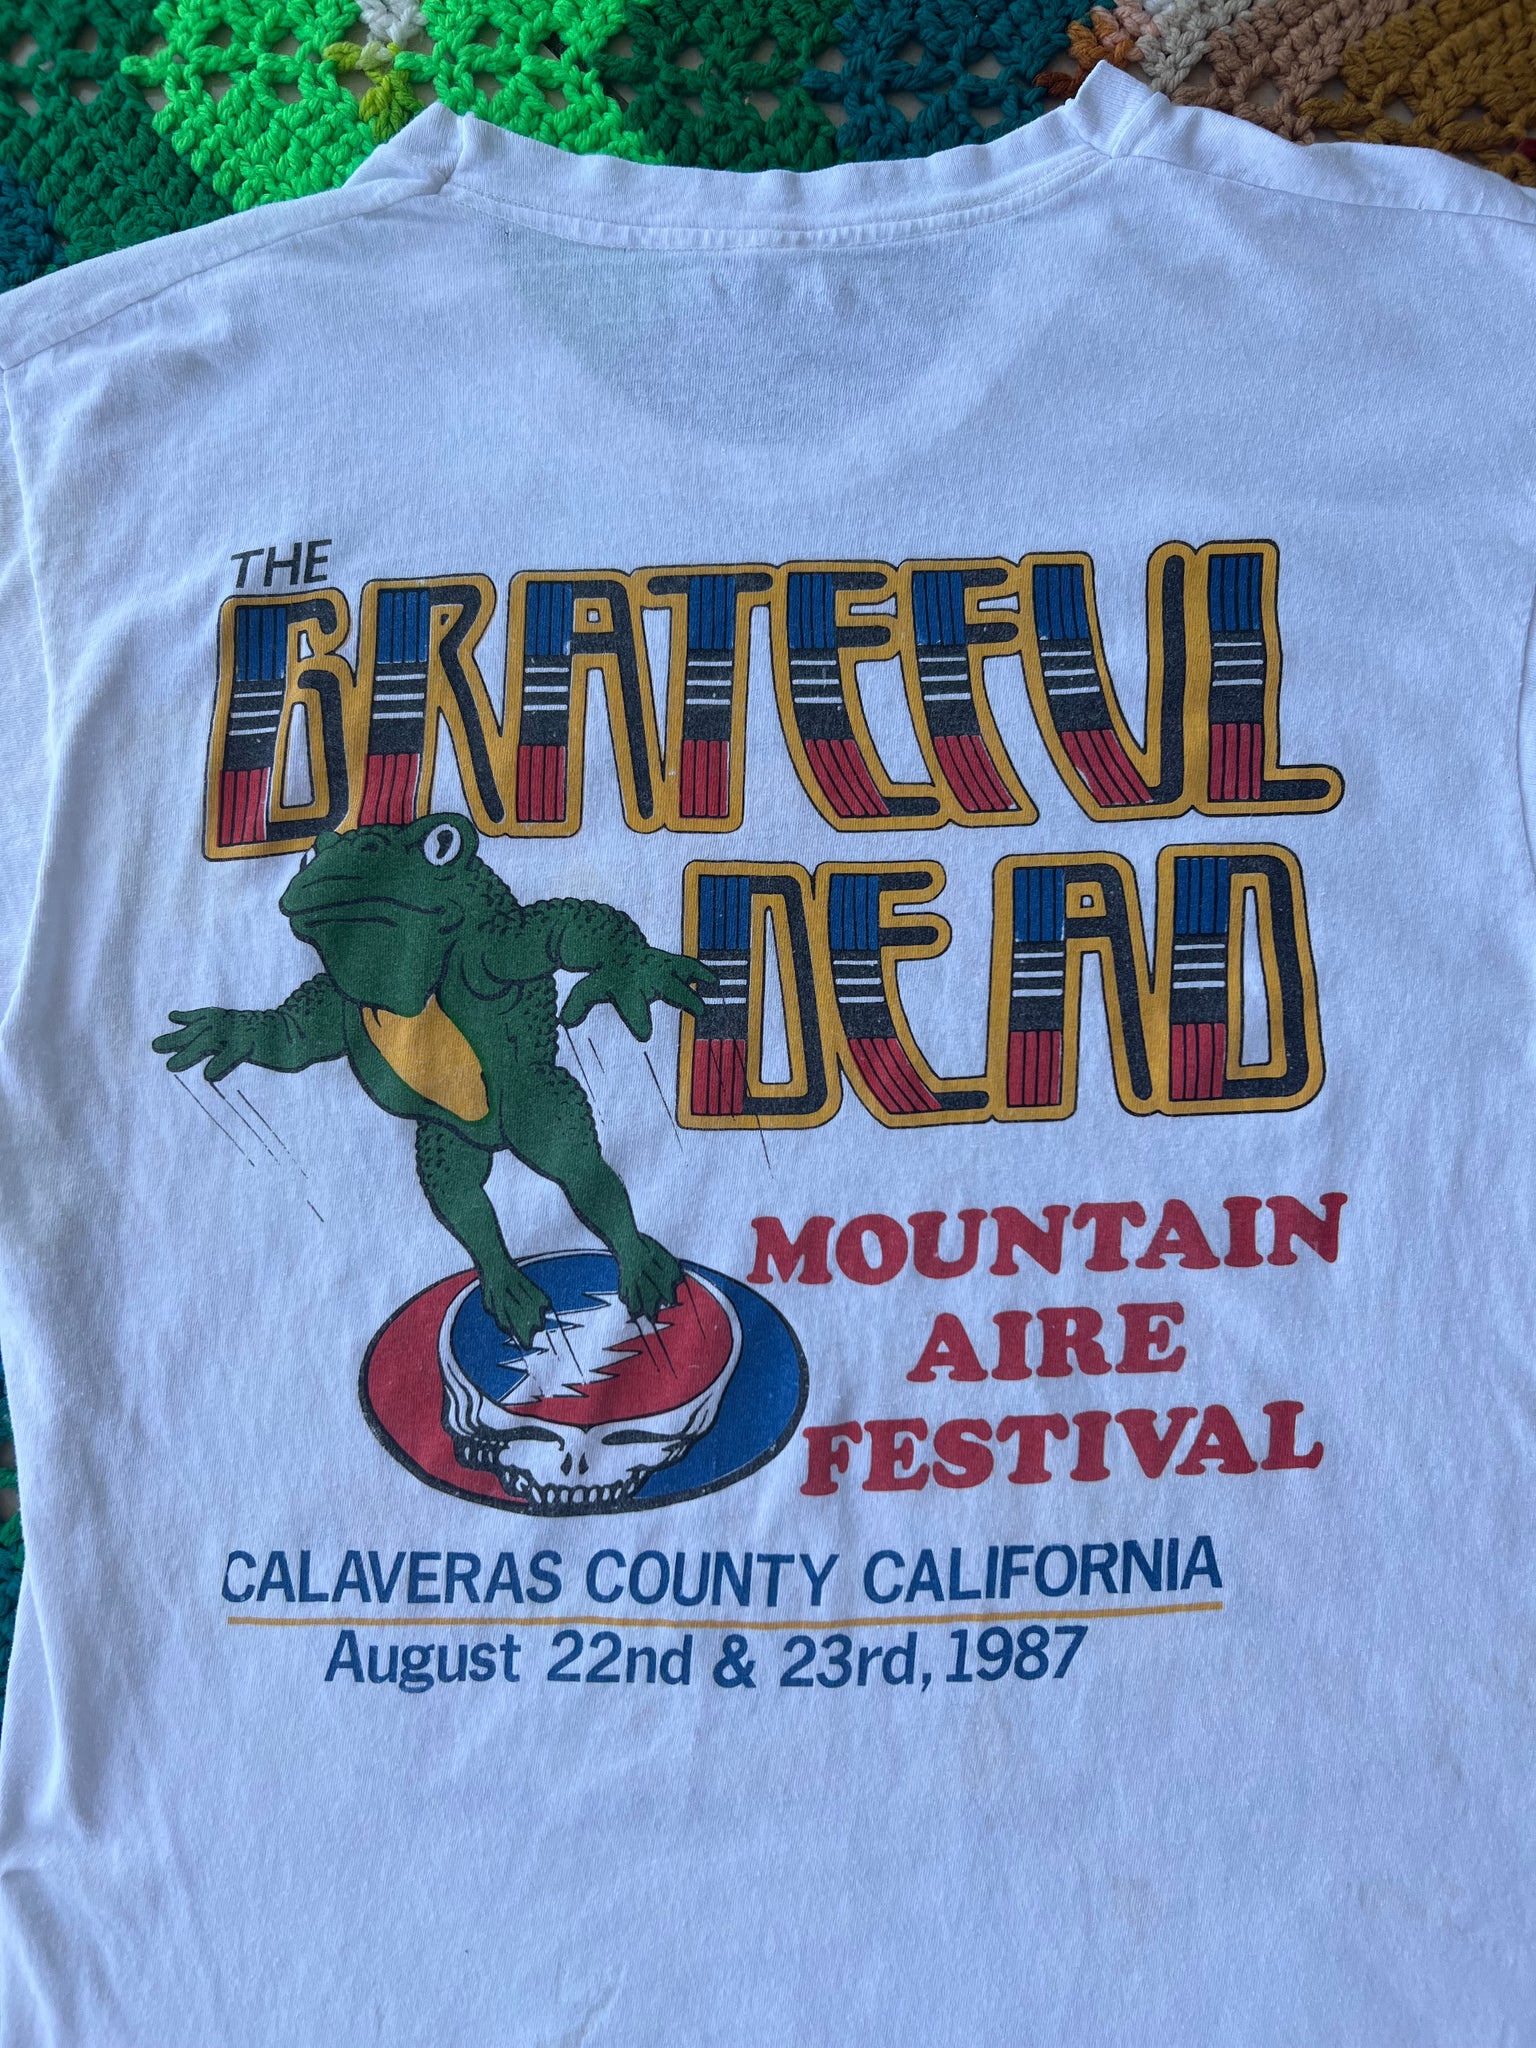 THE
GRATEFUL
DEAD
MOUNTAIN
AIRE
FESTIVAL
CALAVERAS COUNTY CALIFORNIA
August 22nd & 23rd, 1987